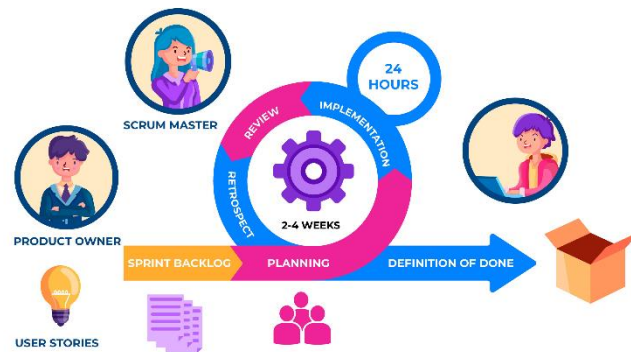 24
HOURS
SCRUM MASTER
REVIEW
IMPLEMENTATION
RETROSPECT
2-4 WEEKS
PRODUCT OWNER
SPRINT BACKLOG
PLANNING
DEFINITION OF DONE
USER STORIES